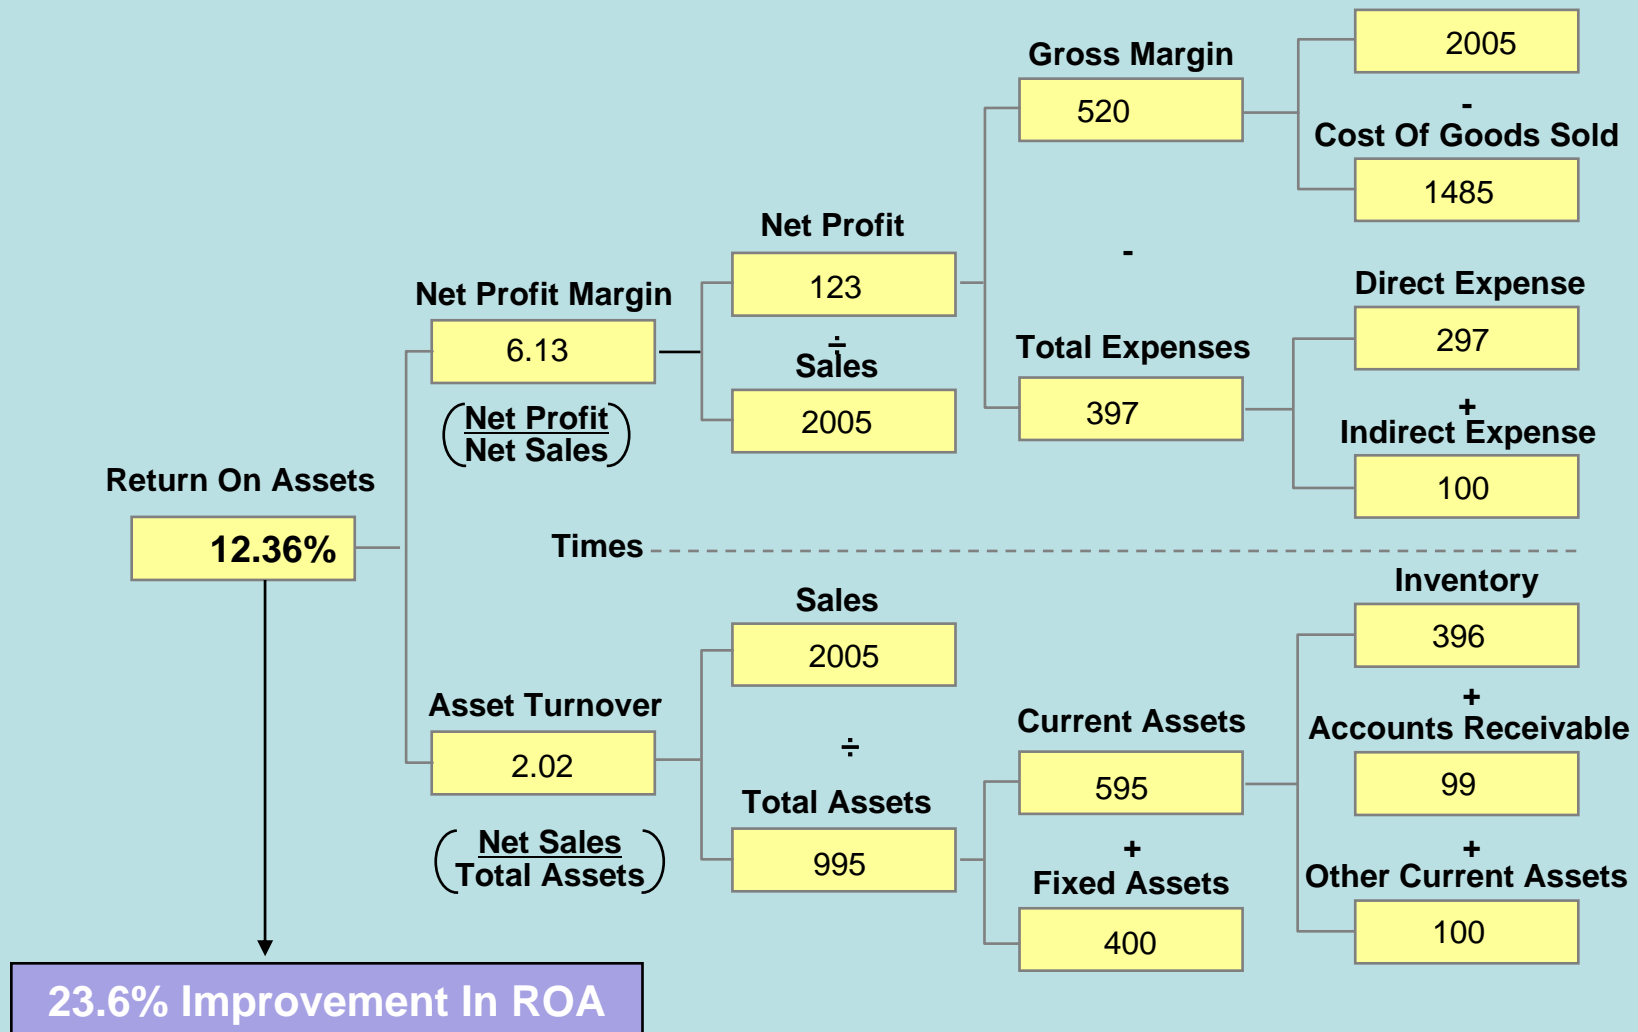 2005
Gross Margin
520
-
Cost Of Goods Sold
1485
Net Profit
123
-
Direct Expense
297
Net Profit Margin
6.13
÷
Sales
2005
Total Expenses
397
+
Indirect Expense
100
Net Profit
Net Sales
Return On Assets
12.36%
Times
Inventory
396
Sales
2005
Asset Turnover
2.02
÷
Current Assets
595
+
Accounts Receivable
99
Total Assets
995
Net Sales
Total Assets
+
Fixed Assets
400
+
Other Current Assets
100
23.6% Improvement In ROA